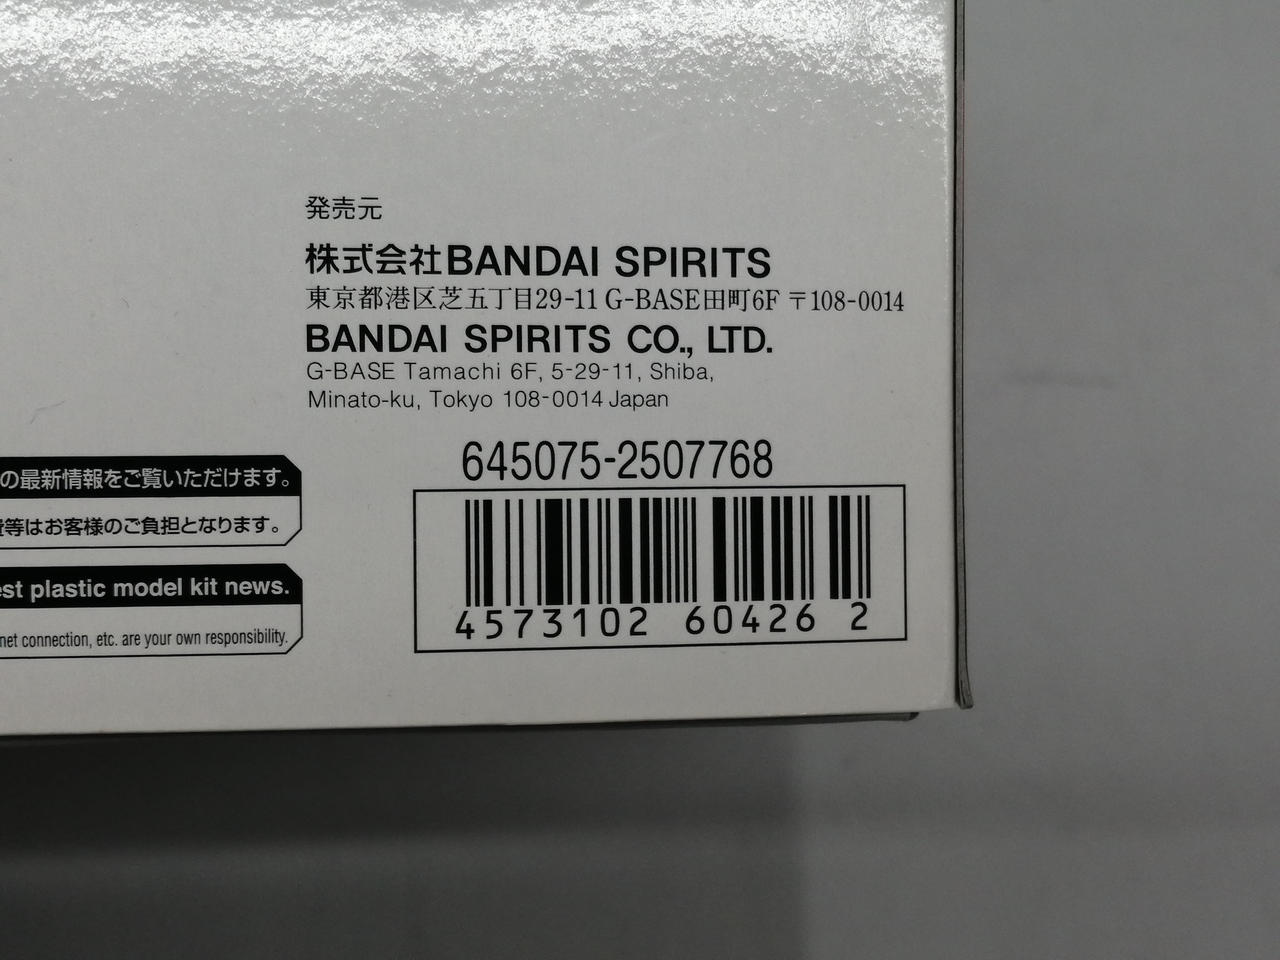 発売元
株式会社BANDAI SPIRITS
東京都港区芝五丁目29-11 G-BASE田町6F 〒108-0014
BANDAI SPIRITS CO., LTD.
G-BASE Tamachi 6F, 5-29-11, Shiba,
Minato-ku, Tokyo 108-0014 Japan
645075-2507768
4573102 60426 2
の最新情報をご覧いただけます。
等はお客様のご負担となります。
est plastic model kit news.
net connection, etc. are your own responsibility.